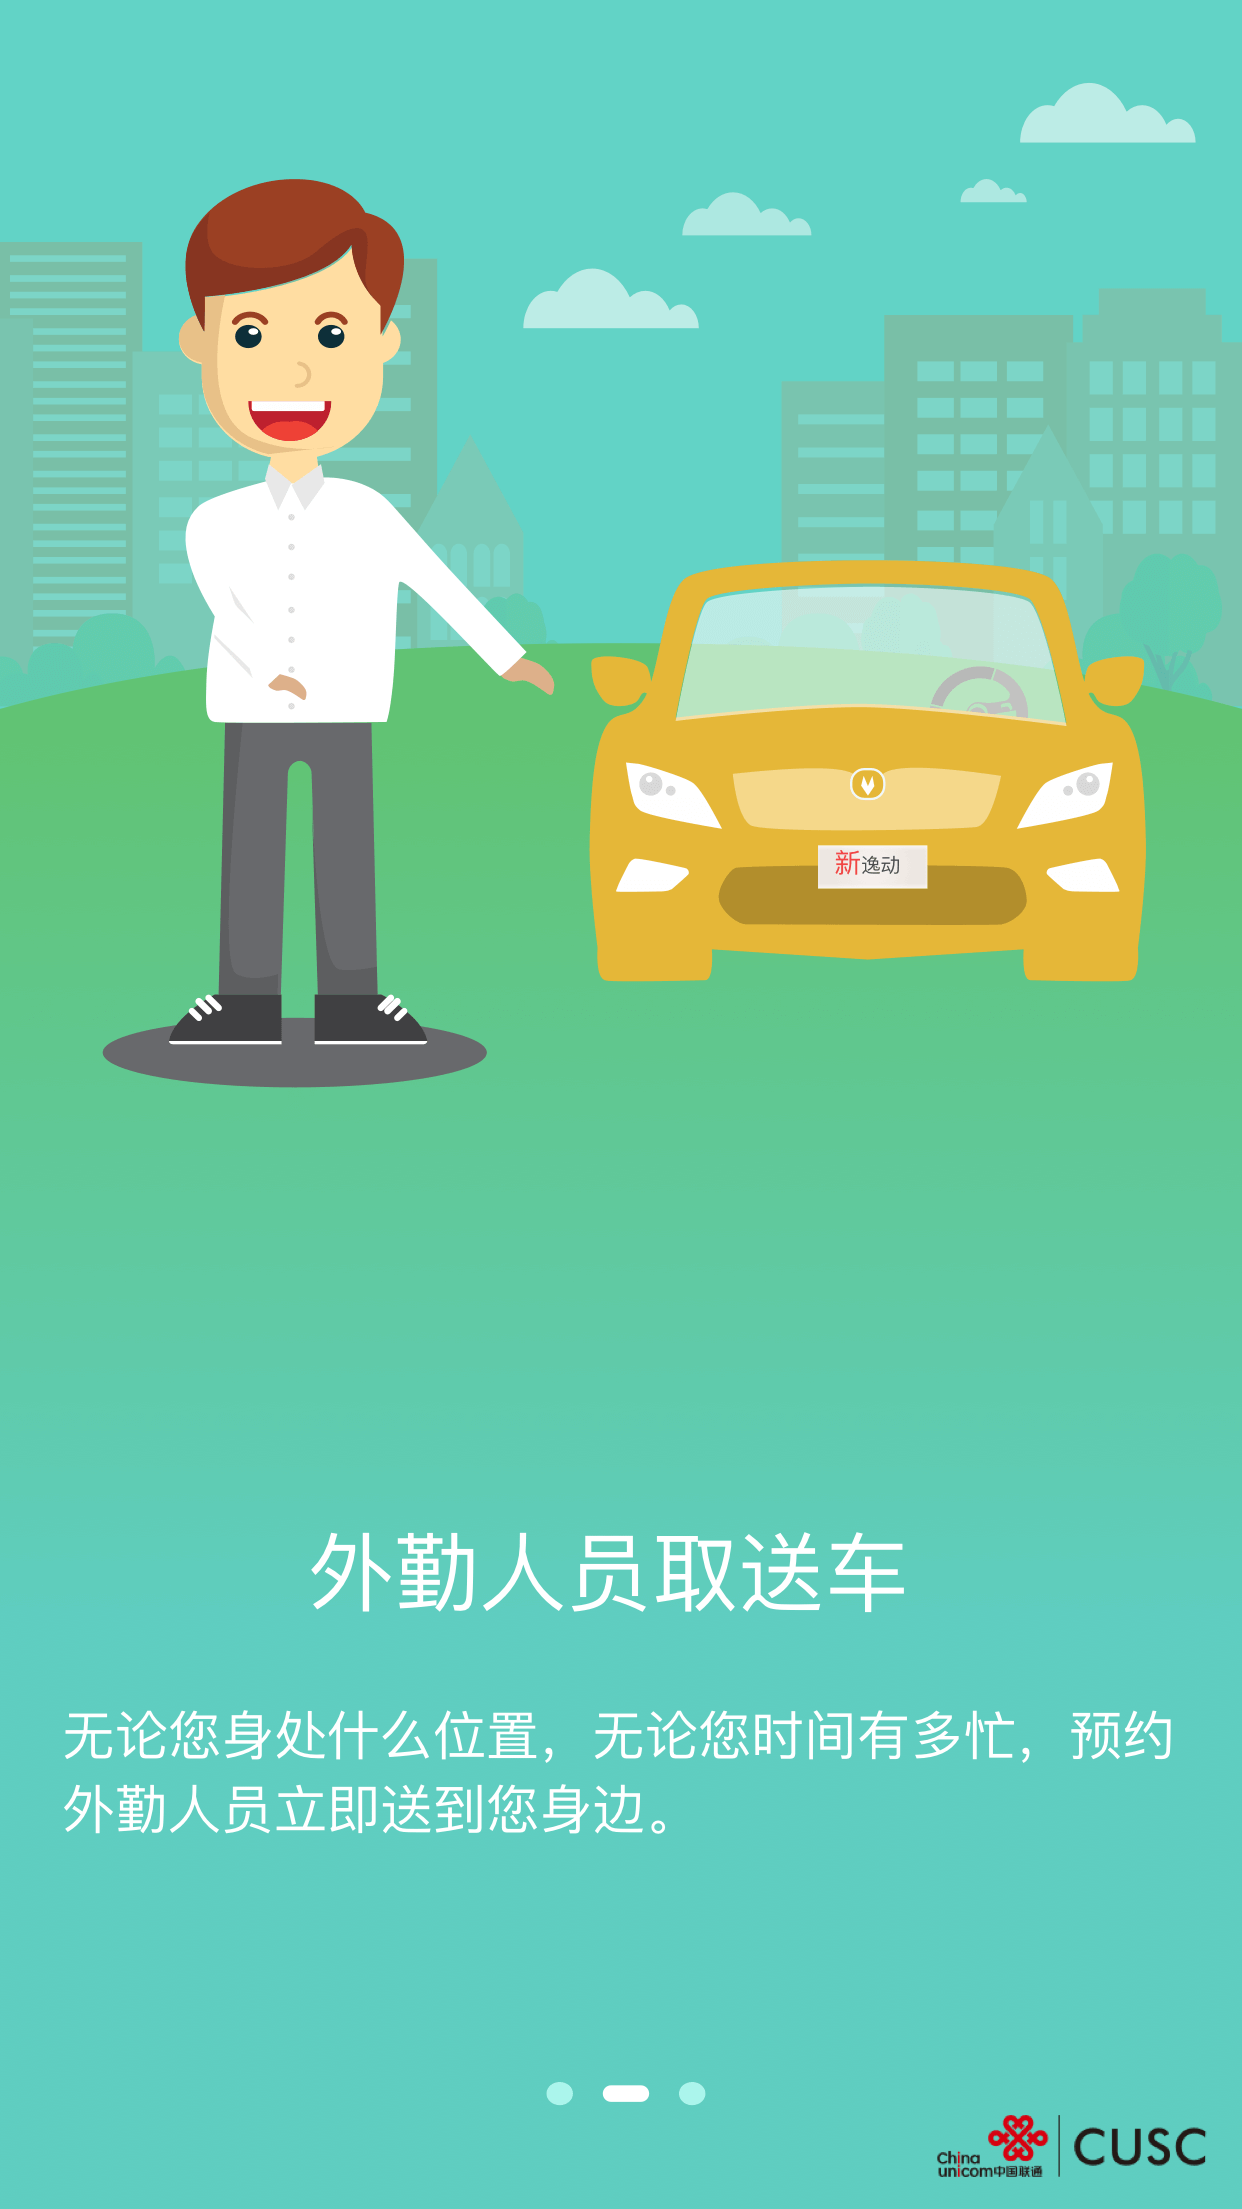 新逸动
外勤人员取送车
无论您身处什么位置，无论您时间有多忙，预约
外勤人员立即送到您身边。
China
unicom中国联通
CUSC